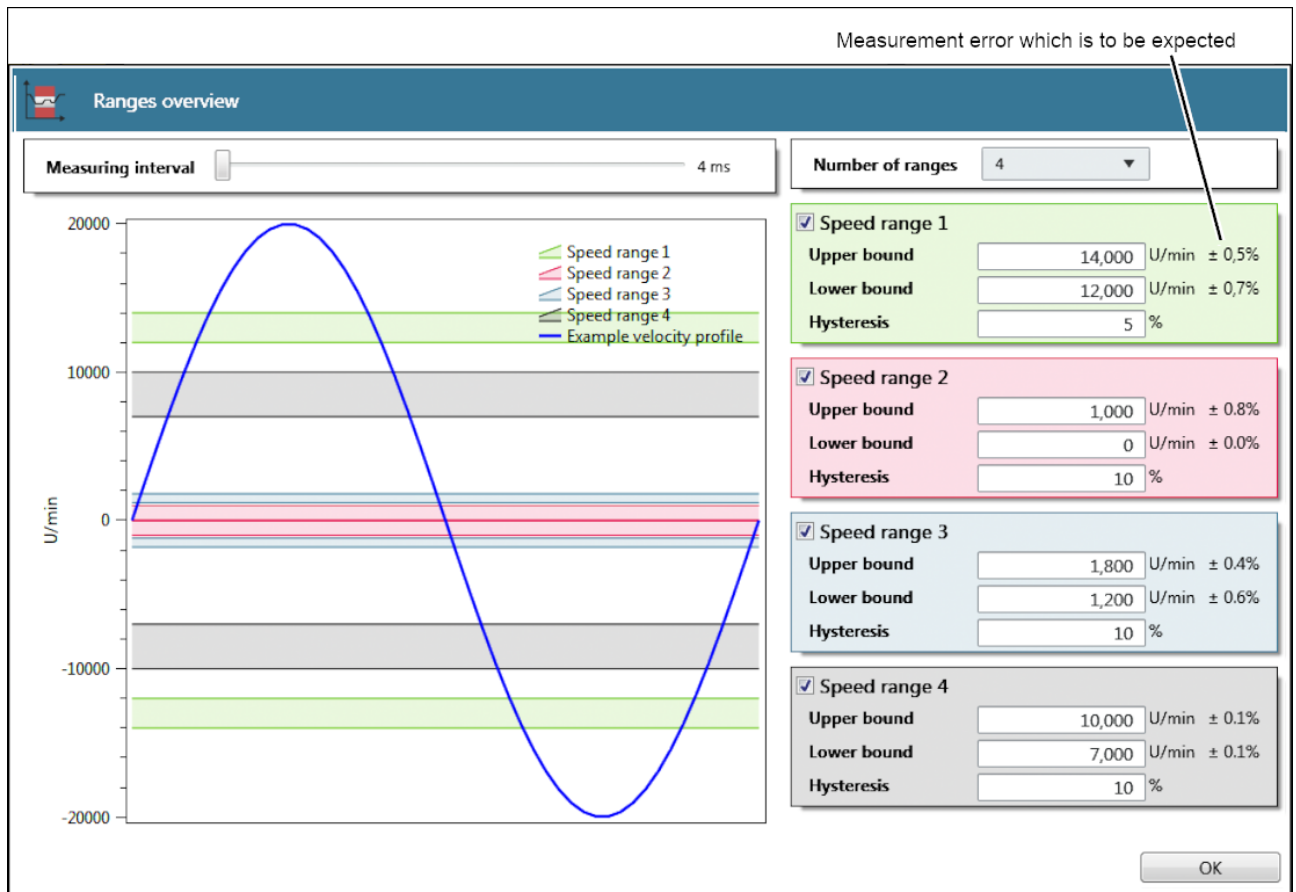 Measurement error which is to be expected
Ranges overview
Measuring interval 4 ms
Number of ranges 4
20000
10000
0
-10000
-20000
U/min
Speed range 1
Speed range 2
Speed range 3
Speed range 4
Example velocity profile
Speed range 1
Upper bound 14,000 U/min ± 0,5%
Lower bound 12,000 U/min ± 0,7%
Hysteresis 5 %
Speed range 2
Upper bound 1,000 U/min ± 0.8%
Lower bound 0 U/min ± 0.0%
Hysteresis 10 %
Speed range 3
Upper bound 1,800 U/min ± 0.4%
Lower bound 1,200 U/min ± 0.6%
Hysteresis 10 %
Speed range 4
Upper bound 10,000 U/min ± 0.1%
Lower bound 7,000 U/min ± 0.1%
Hysteresis 10 %
OK